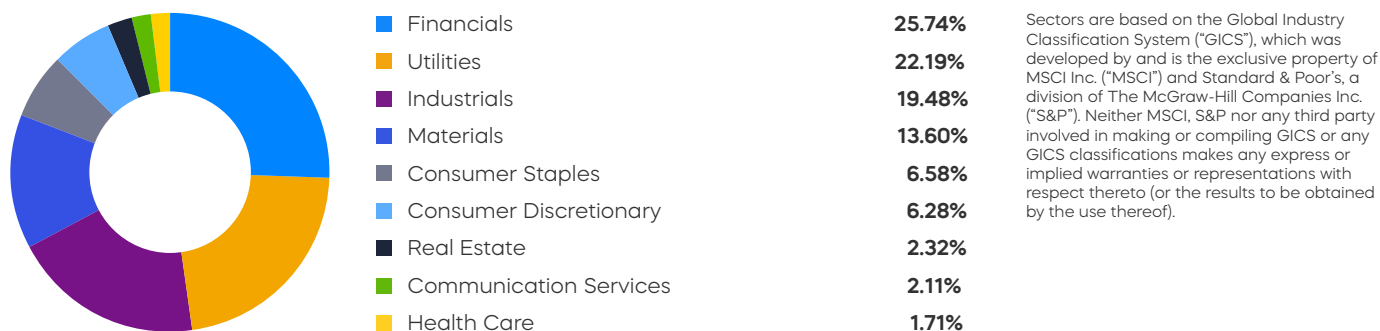 Financials 25.74%
Utilities 22.19%
Industrials 19.48%
Materials 13.60%
Consumer Staples 6.58%
Consumer Discretionary 6.28%
Real Estate 2.32%
Communication Services 2.11%
Health Care 1.71%
Sectors are based on the Global Industry
Classification System (“GICS”), which was
developed by and is the exclusive property of
MSCI Inc. (“MSCI”) and Standard & Poor’s, a
division of The McGraw-Hill Companies Inc.
(“S&P”). Neither MSCI, S&P nor any third party
involved in making or compiling GICS or any
GICS classifications makes any express or
implied warranties or representations with
respect thereto (or the results to be obtained
by the use thereof).